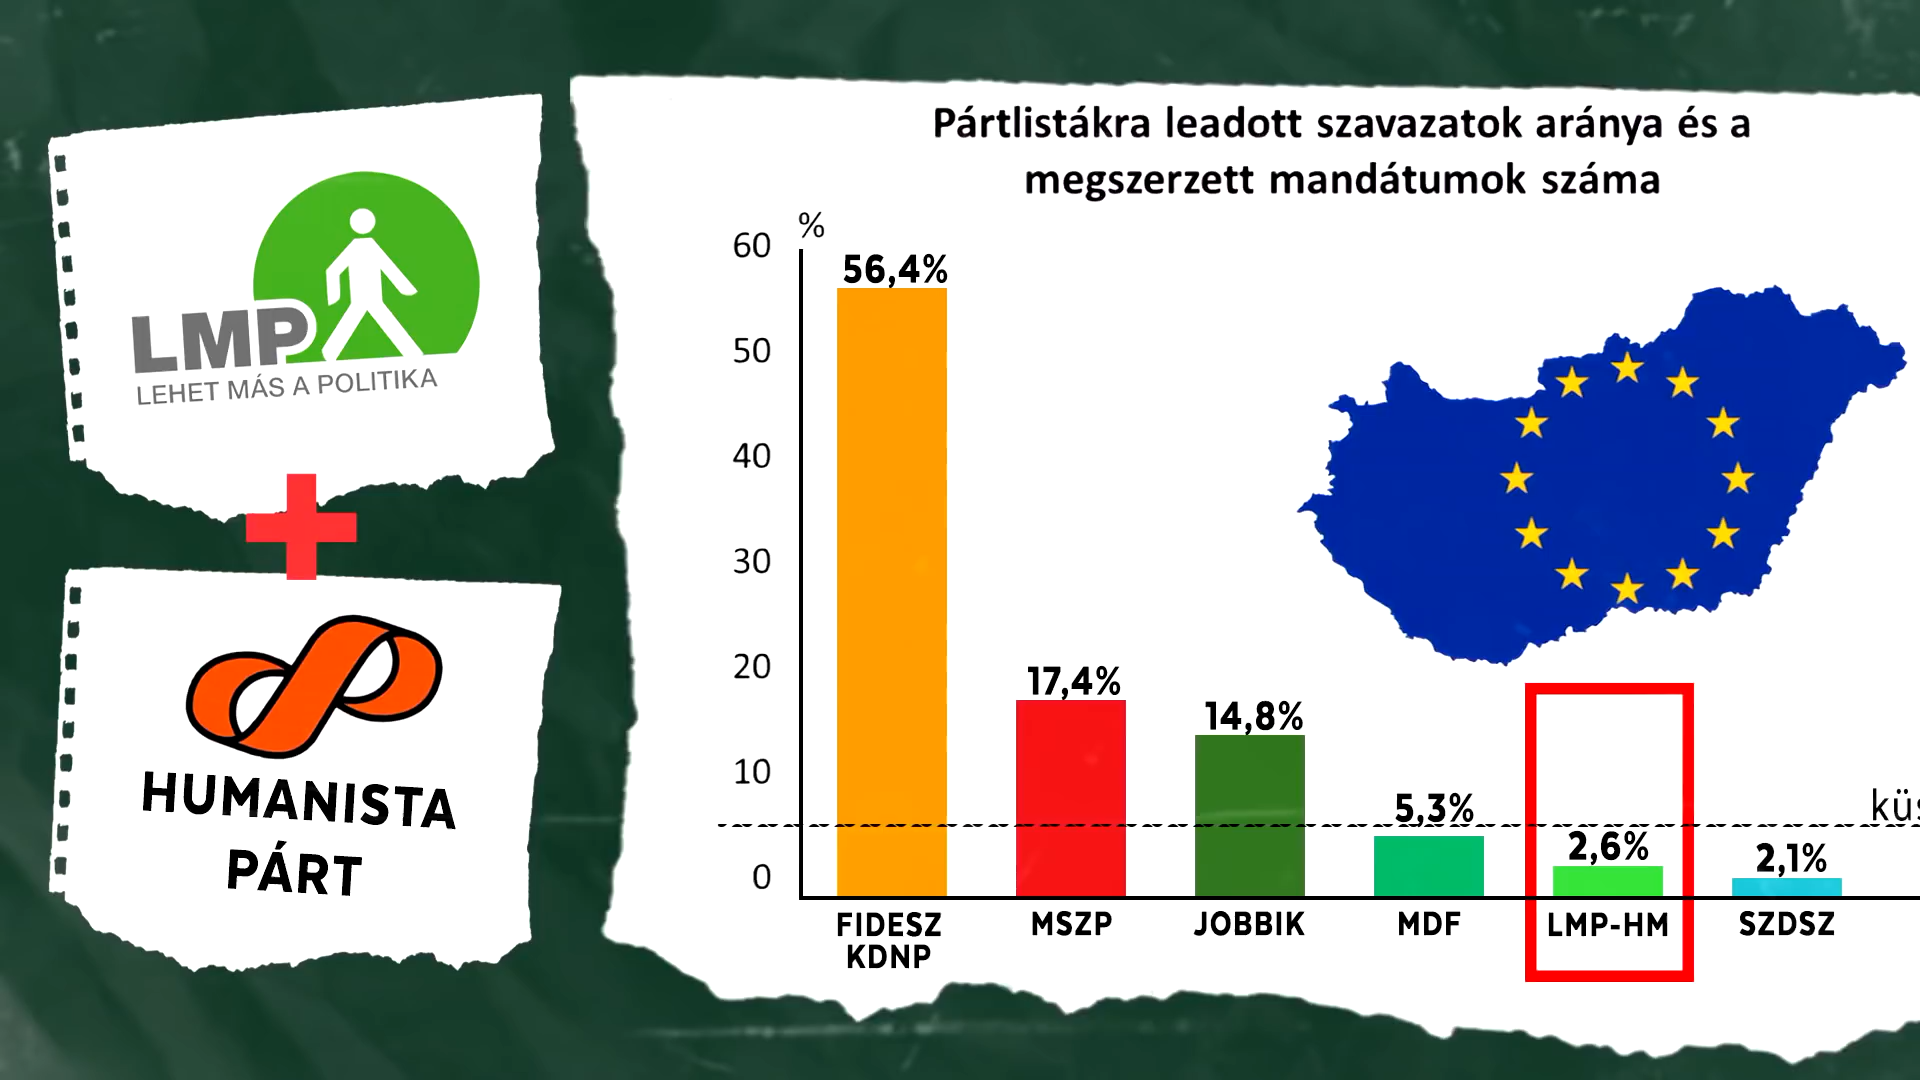 LMP
LEHET MÁS A POLITIKA
HUMANISTA
PÁRT
Pártlistákra leadott szavazatok aránya és a
megszerzett mandátumok száma
%
60
50
40
30
20
10
0
56,4%
17,4%
14,8%
5,3%
2,6%
2,1%
küs
FIDESZ
KDNP
MSZP
JOBBIK
MDF
LMP-HM
SZDSZ